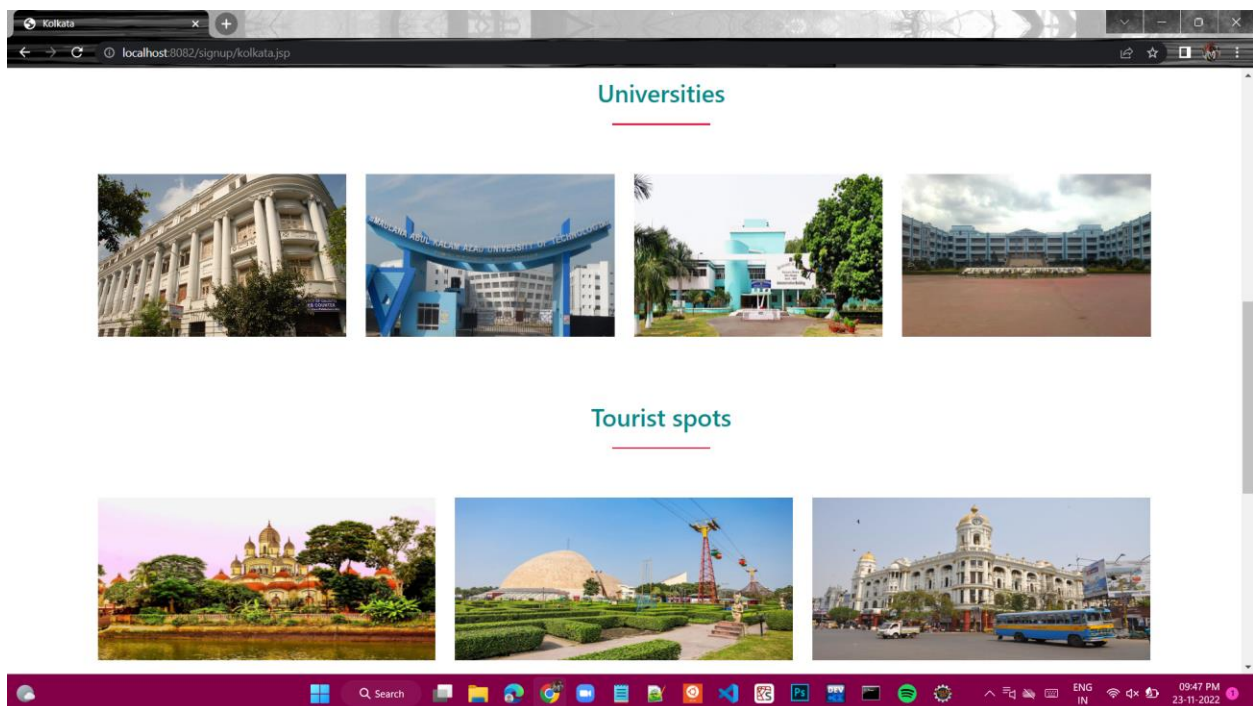 Kolkata
localhost:8082/signup/kolkata.jsp
Universities
MAULANA ABUL KALAM AZAD UNIVERSITY OF TECHNOLOGY
Tourist spots
Search
ENG
IN
09:47 PM
23-11-2022
1